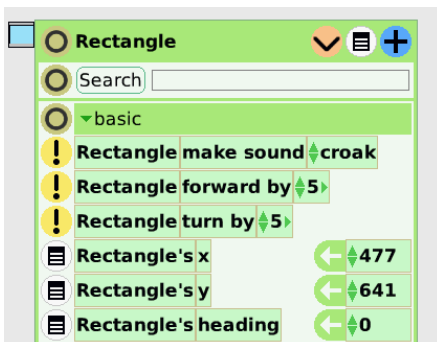 Rectangle
Search
basic
Rectangle make sound croak
Rectangle forward by 5
Rectangle turn by 5
Rectangle's x 477
Rectangle's y 641
Rectangle's heading 0